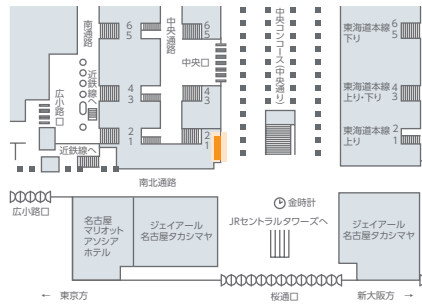 南通路
中央通路
6
5
6
5
中央口
中央コンコース(中央通り)
東海道本線
下り
6
5
広小路口
近鉄線へ
4
3
4
3
東海道本線
上り・下り
4
3
2
1
2
1
東海道本線
上り
2
1
近鉄線へ
南北通路
広小路口
金時計
JRセントラルタワーズへ
名古屋
マリオット
アソシア
ホテル
ジェイアール
名古屋タカシマヤ
ジェイアール
名古屋タカシマヤ
← 東京方
桜通口
新大阪方 →